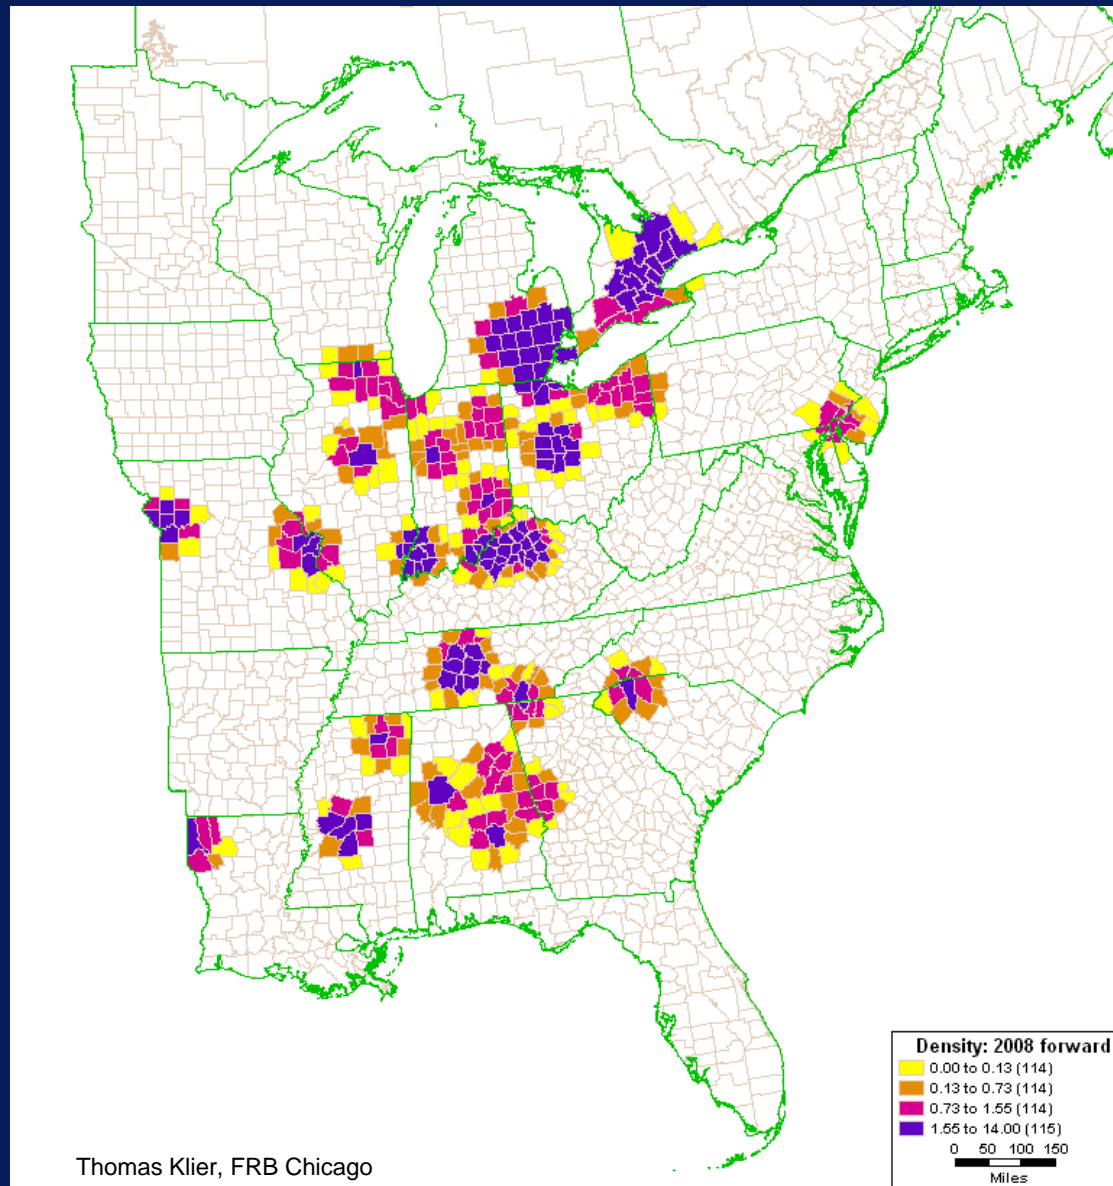 Density: 2008 forward
0.00 to 0.13 (114)
0.13 to 0.73 (114)
0.73 to 1.55 (114)
1.55 to 14.00 (115)
0 50 100 150
Miles
Thomas Klier, FRB Chicago